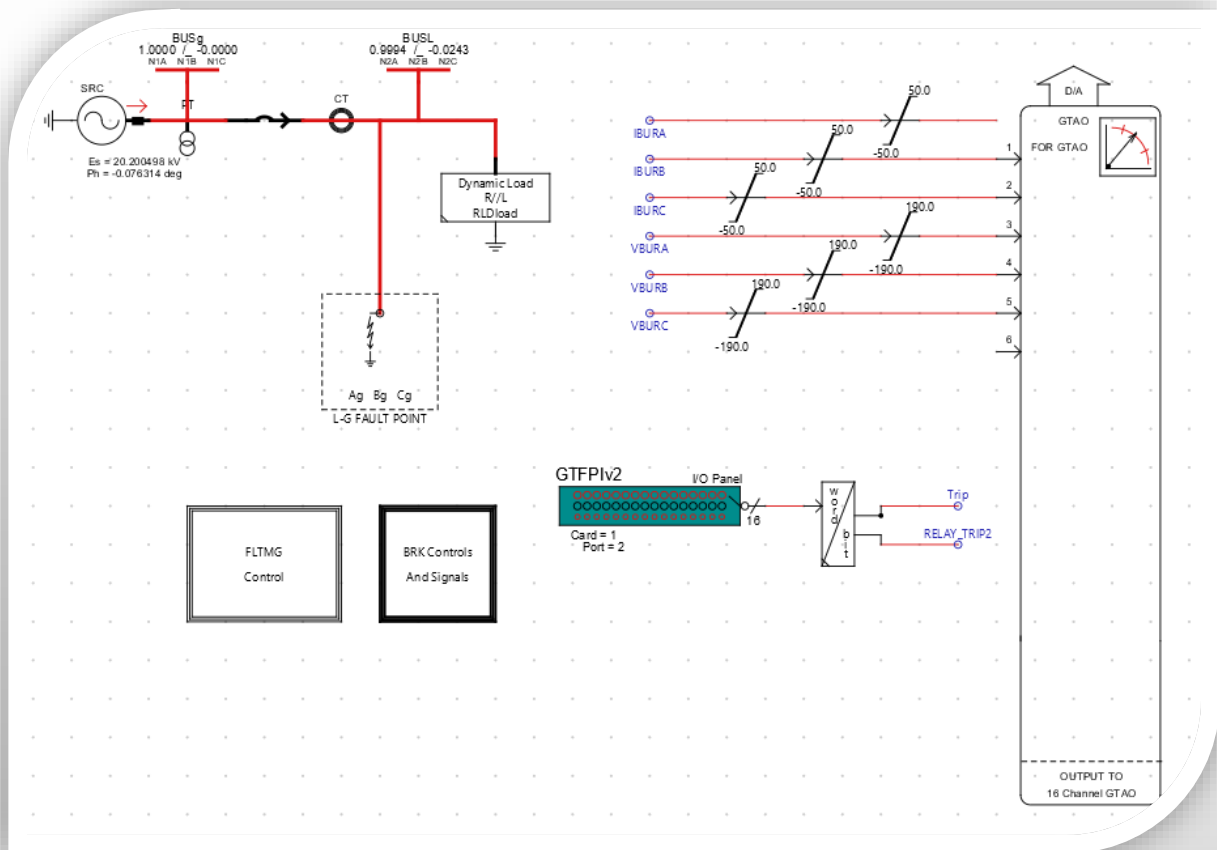 BUSg
1.0000 /_ -0.0000
N1A N1B N1C
BUSL
0.9994 /_ -0.0243
N2A N2B N2C
SRC
PT
CT
Es = 20.200498 kV
Ph = -0.076314 deg
Dynamic Load
R//L
RLDload
Ag Bg Cg
L-G FAULT POINT
IBURA
50.0
-50.0
IBURB
50.0
-50.0
IBURC
50.0
-50.0
VBURA
190.0
-190.0
VBURB
190.0
-190.0
VBURC
190.0
-190.0
D/A
GTAO
FOR GTAO
1
2
3
4
5
6
OUTPUT TO
16 Channel GTAO
GTFPIv2
I/O Panel
Card = 1
Port = 2
16
word
bit
Trip
RELAY_TRIP2
FLTMG
Control
BRK Controls
And Signals